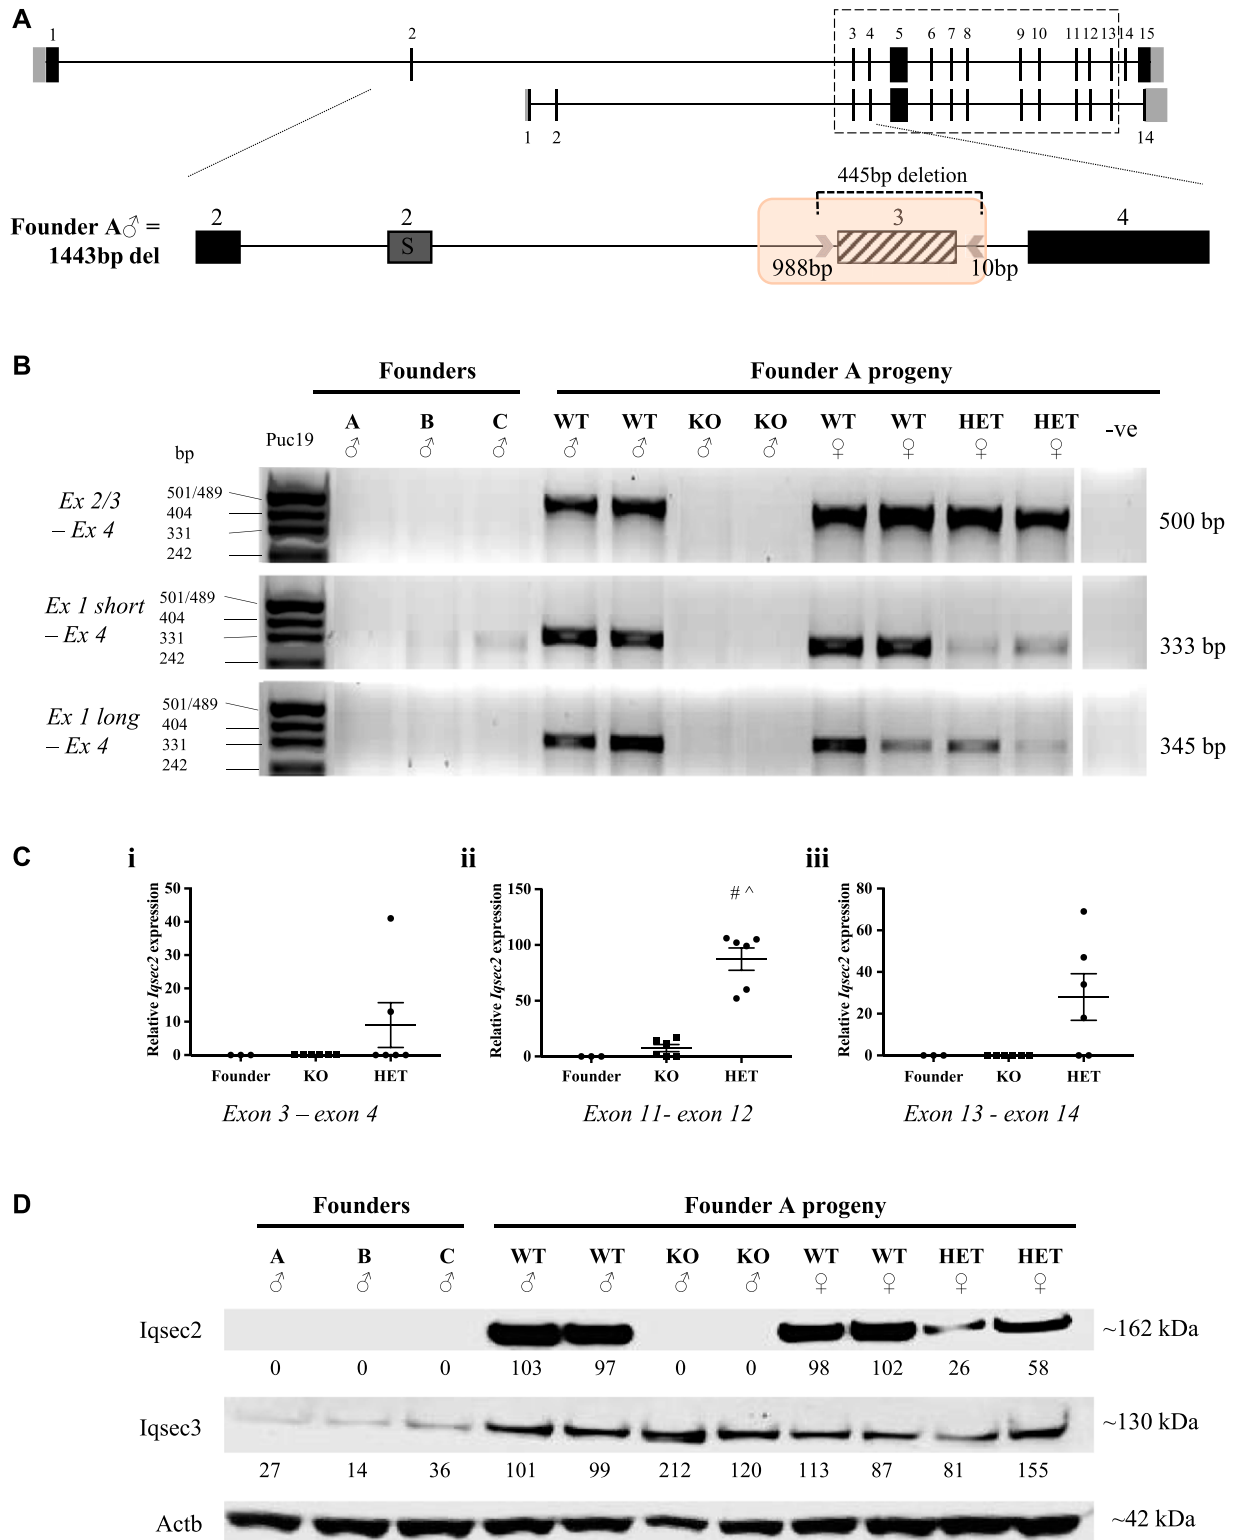 A
1 2 3 4 5 6 7 8 9 10 11 12 13 14 15
1 2 14
445bp deletion
Founder A♂ =
1443bp del
2 2 3 4
S
988bp 10bp
B
Founders Founder A progeny
A B C WT WT KO KO WT WT HET HET -ve
Puc19
♂ ♂ ♂ ♂ ♂ ♂ ♂ ♀ ♀ ♀ ♀
bp
Ex 2/3
– Ex 4
501/489
404
331
242
500 bp
Ex 1 short
– Ex 4
501/489
404
331
242
333 bp
Ex 1 long
– Ex 4
501/489
404
331
242
345 bp
C
i
Relative Iqsec2 expression
50
40
30
20
10
0
Founder KO HET
Exon 3 – exon 4
ii
Relative Iqsec2 expression
150
100
50
0
# ^
Founder KO HET
Exon 11- exon 12
iii
Relative Iqsec2 expression
80
60
40
20
0
Founder KO HET
Exon 13 - exon 14
D
Founders Founder A progeny
A B C WT WT KO KO WT WT HET HET
♂ ♂ ♂ ♂ ♂ ♂ ♂ ♀ ♀ ♀ ♀
Iqsec2 ~162 kDa
0 0 0 103 97 0 0 98 102 26 58
Iqsec3 ~130 kDa
27 14 36 101 99 212 120 113 87 81 155
Actb ~42 kDa